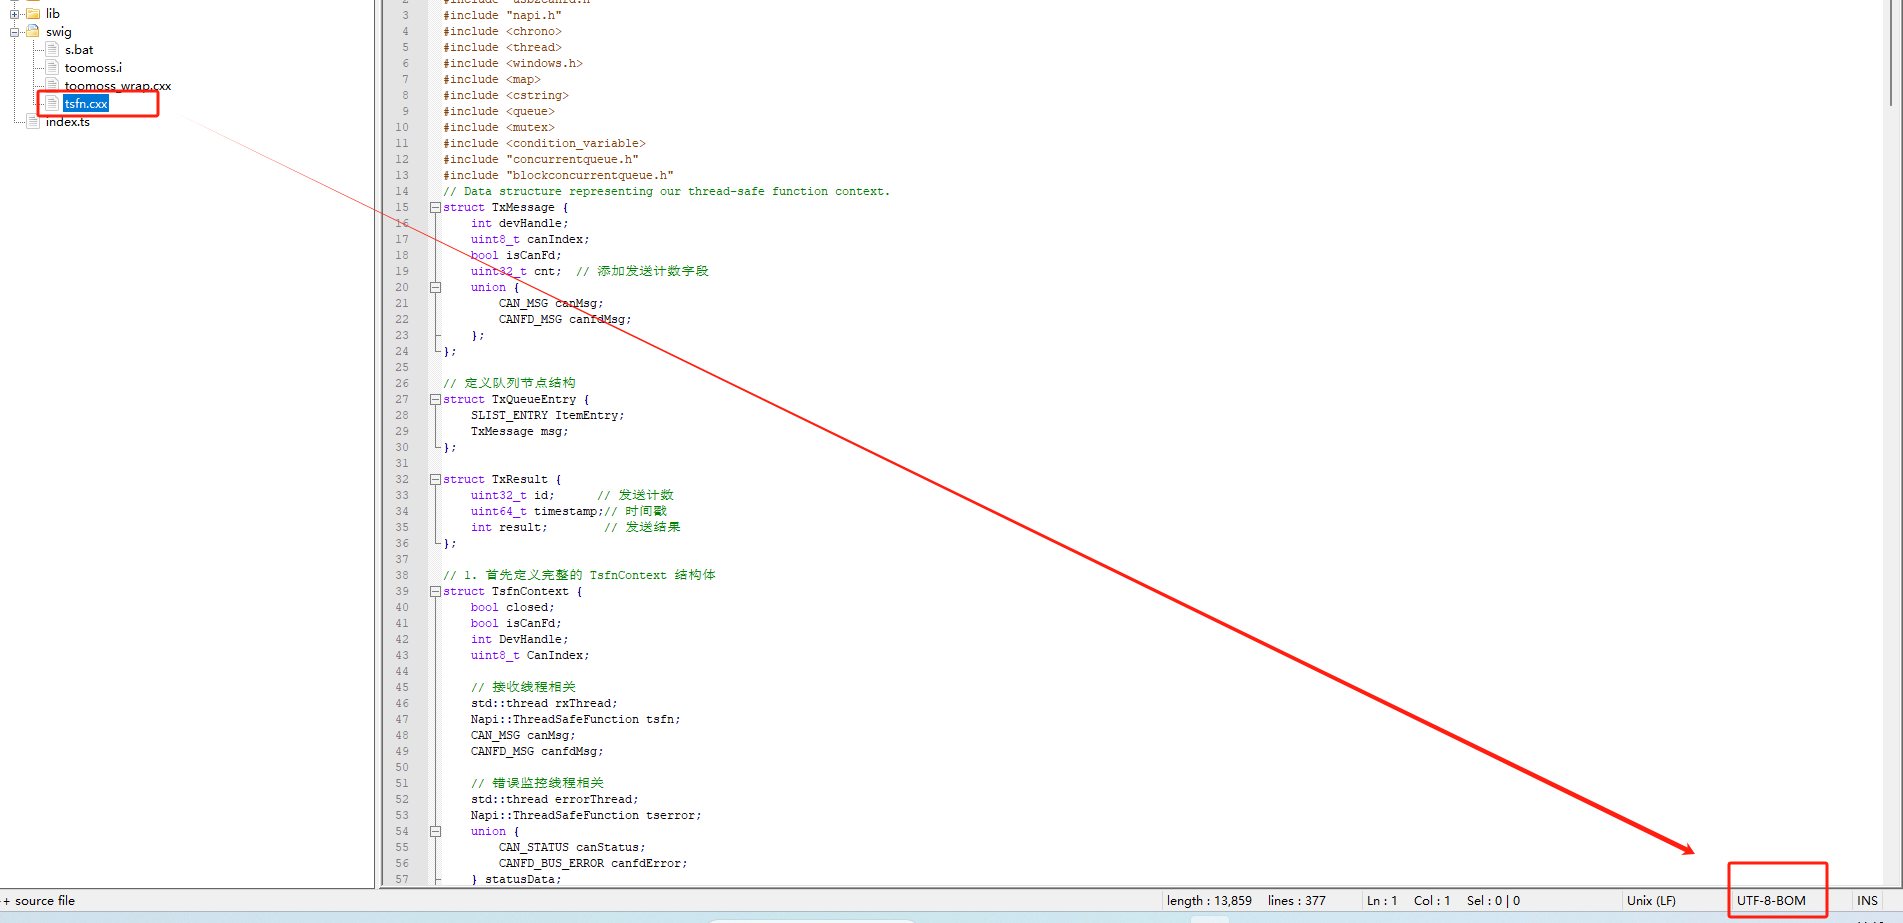 lib
swig
s.bat
toomoss.i
toomoss_wrap.cxx
tsfn.cxx
index.ts
2 #include "usb2canfd.h"
3 #include "napi.h"
4 #include <chrono>
5 #include <thread>
6 #include <windows.h>
7 #include <map>
8 #include <cstring>
9 #include <queue>
10 #include <mutex>
11 #include <condition_variable>
12 #include "concurrentqueue.h"
13 #include "blockconcurrentqueue.h"
14 // Data structure representing our thread-safe function context.
15 struct TxMessage {
16 int devHandle;
17 uint8_t canIndex;
18 bool isCanFd;
19 uint32_t cnt; // 添加发送计数字段
20 union {
21 CAN_MSG canMsg;
22 CANFD_MSG canfdMsg;
23 };
24 };
25
26 // 定义队列节点结构
27 struct TxQueueEntry {
28 SLIST_ENTRY ItemEntry;
29 TxMessage msg;
30 };
31
32 struct TxResult {
33 uint32_t id; // 发送计数
34 uint64_t timestamp;// 时间戳
35 int result; // 发送结果
36 };
37
38 // 1. 首先定义完整的 TsfnContext 结构体
39 struct TsfnContext {
40 bool closed;
41 bool isCanFd;
42 int DevHandle;
43 uint8_t CanIndex;
44
45 // 接收线程相关
46 std::thread rxThread;
47 Napi::ThreadSafeFunction tsfn;
48 CAN_MSG canMsg;
49 CANFD_MSG canfdMsg;
50
51 // 错误监控线程相关
52 std::thread errorThread;
53 Napi::ThreadSafeFunction tserror;
54 union {
55 CAN_STATUS canStatus;
56 CANFD_BUS_ERROR canfdError;
57 } statusData;
+ source file length : 13,859 lines : 377 Ln : 1 Col : 1 Sel : 0 | 0 Unix (LF) UTF-8-BOM INS